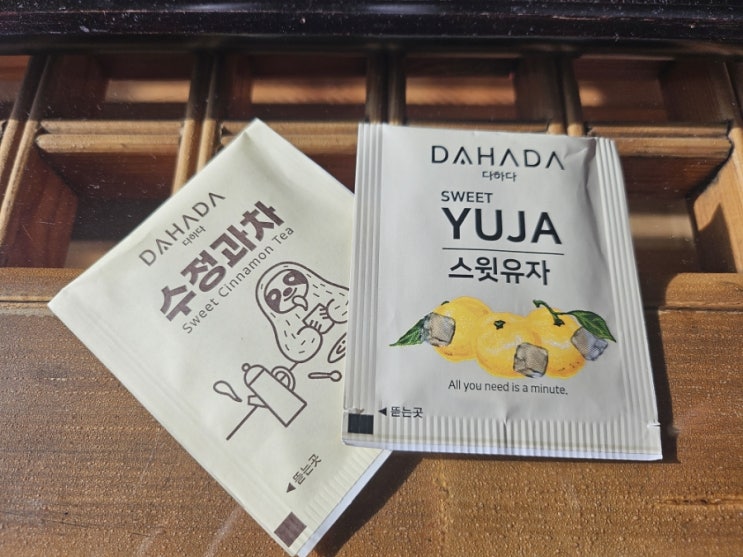 DAHADA
다하다
수정과차
Sweet Cinnamon Tea
◀ 뜯는곳
DAHADA
다하다
SWEET
YUJA
스윗유자
All you need is a minute.
◀ 뜯는곳